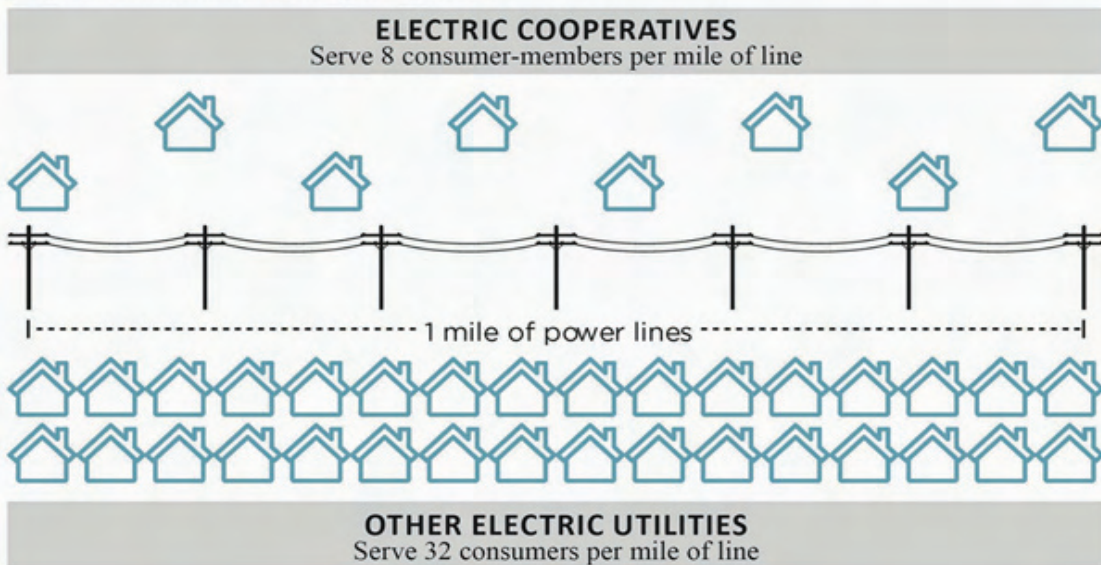 ELECTRIC COOPERATIVES
Serve 8 consumer-members per mile of line
1 mile of power lines
OTHER ELECTRIC UTILITIES
Serve 32 consumers per mile of line